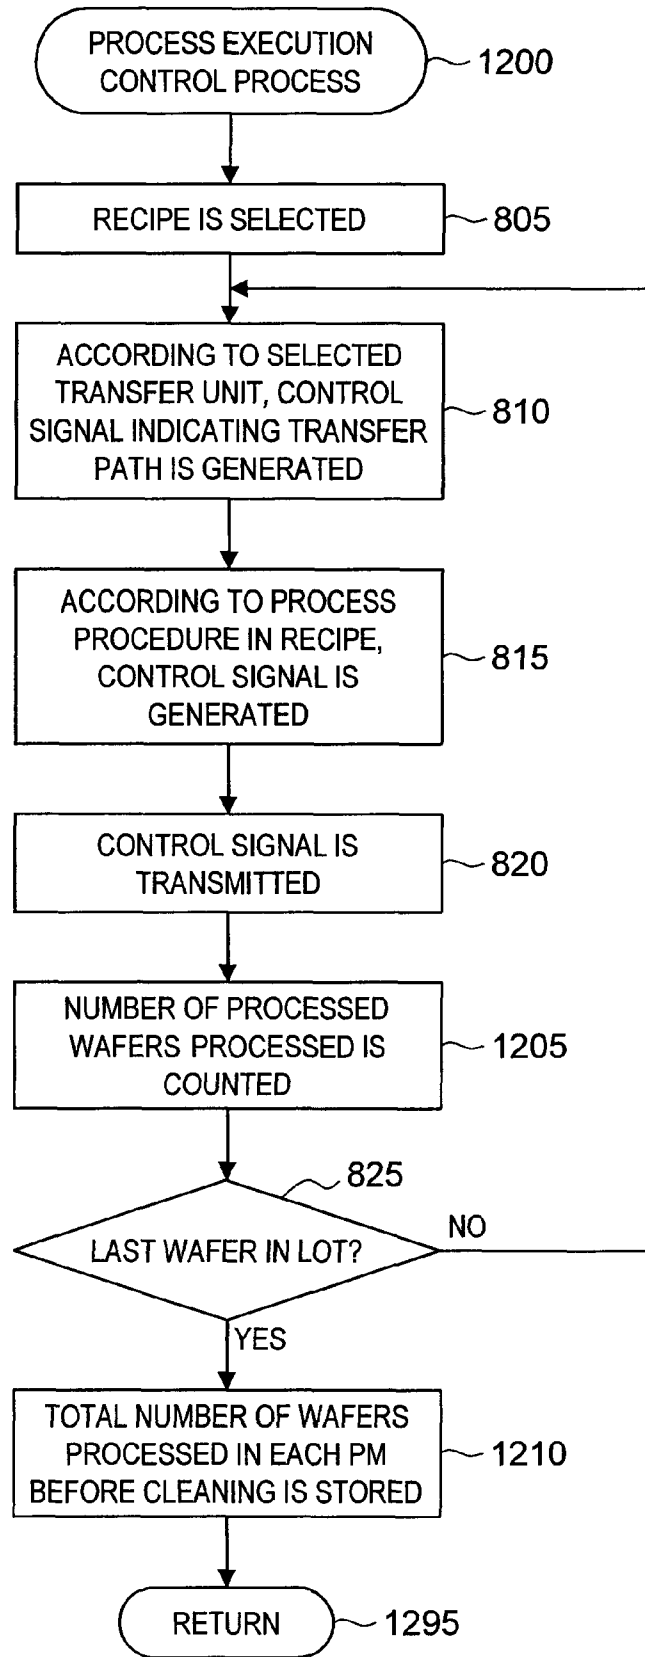 PROCESS EXECUTION
CONTROL PROCESS
1200
RECIPE IS SELECTED
805
ACCORDING TO SELECTED
TRANSFER UNIT, CONTROL
SIGNAL INDICATING TRANSFER
PATH IS GENERATED
810
ACCORDING TO PROCESS
PROCEDURE IN RECIPE,
CONTROL SIGNAL IS
GENERATED
815
CONTROL SIGNAL IS
TRANSMITTED
820
NUMBER OF PROCESSED
WAFERS PROCESSED IS
COUNTED
1205
825
LAST WAFER IN LOT?
NO
YES
TOTAL NUMBER OF WAFERS
PROCESSED IN EACH PM
BEFORE CLEANING IS STORED
1210
RETURN
1295